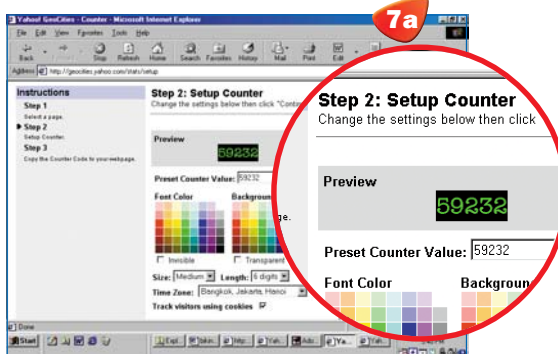 7a
Yahoo! GeoCities - Counter - Microsoft Internet Explorer
File Edit View Favorites Tools Help
Back Stop Refresh Home Search Favorites History Mail Print Edit
Address http://geocities.yahoo.com/stats/setup
Instructions
Step 1
Select a page.
Step 2
Setup Counter.
Step 3
Copy the Counter Code to your webpage.
Step 2: Setup Counter
Change the settings below then click "Conti
Preview
59232
Preset Counter Value: 59232
Font Color Backgroun
ge.
Invisible Transparent
Size: Medium Length: 6 digits
Time Zone: Bangkok, Jakarta, Hanoi
Track visitors using cookies
Done
Start
Step 2: Setup Counter
Change the settings below then click
Preview
59232
Preset Counter Value: 59232
Font Color Backgroun